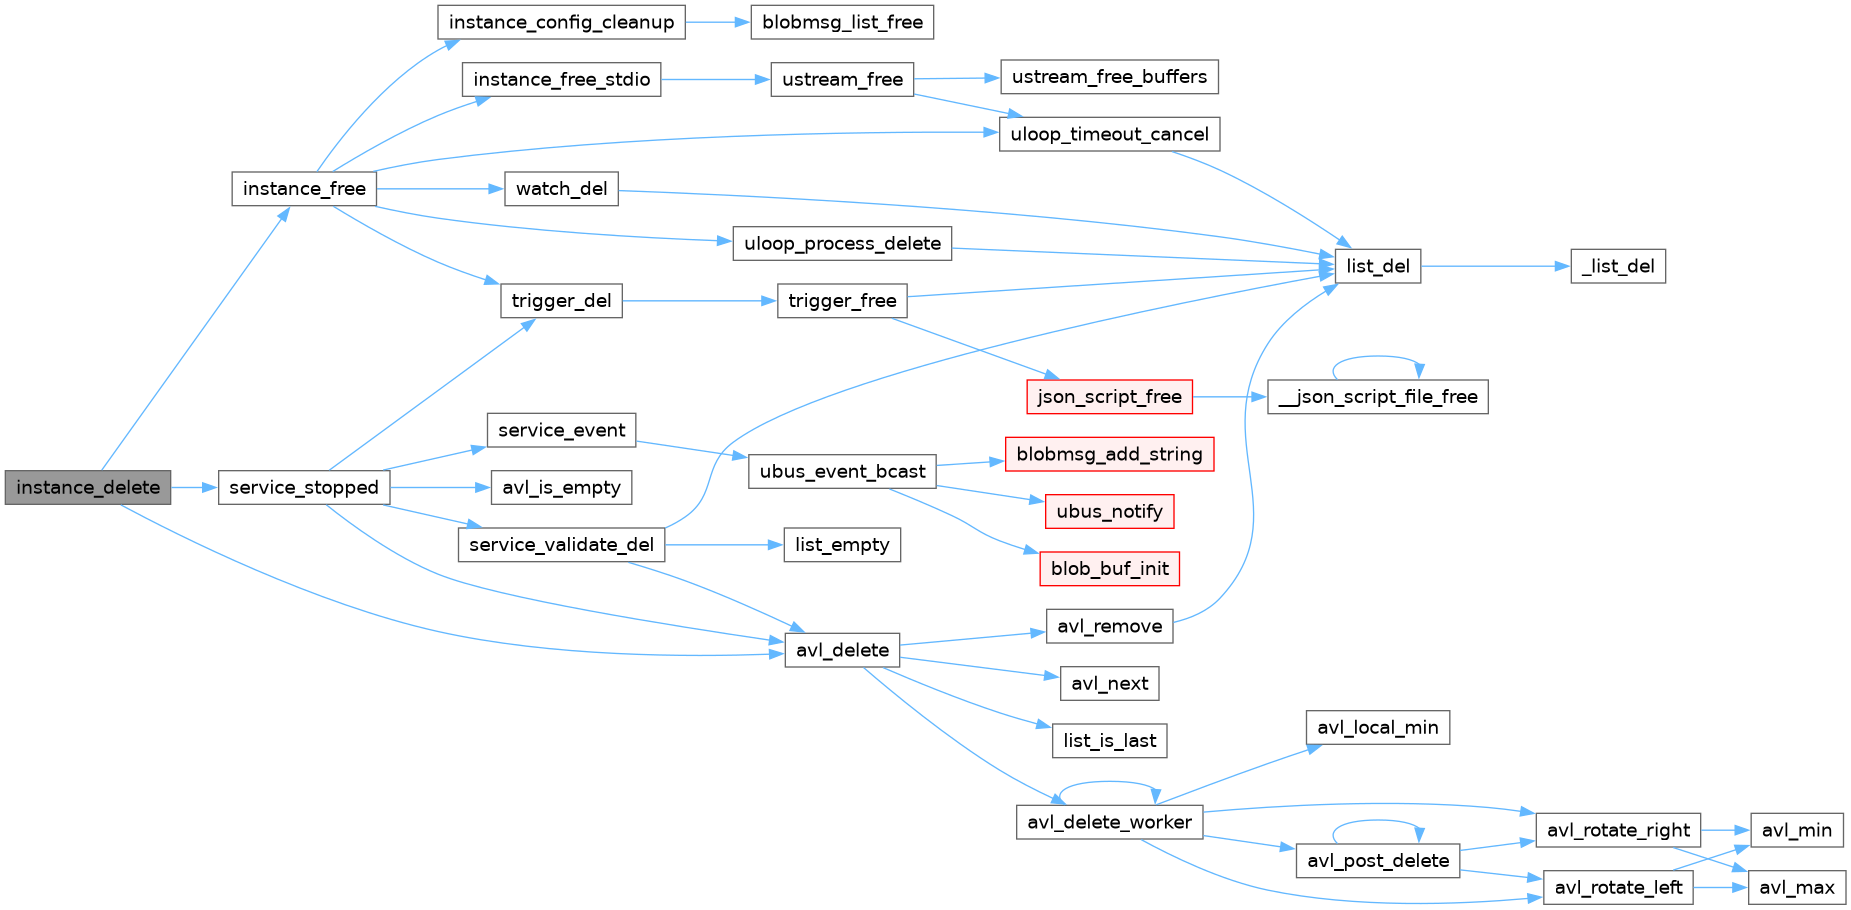 instance_config_cleanup
blobmsg_list_free
instance_free_stdio
ustream_free
ustream_free_buffers
uloop_timeout_cancel
instance_free
watch_del
uloop_process_delete
list_del
_list_del
trigger_del
trigger_free
json_script_free
__json_script_file_free
service_event
ubus_event_bcast
blobmsg_add_string
instance_delete
service_stopped
avl_is_empty
ubus_notify
service_validate_del
list_empty
blob_buf_init
avl_delete
avl_remove
avl_next
list_is_last
avl_local_min
avl_delete_worker
avl_rotate_right
avl_min
avl_post_delete
avl_rotate_left
avl_max